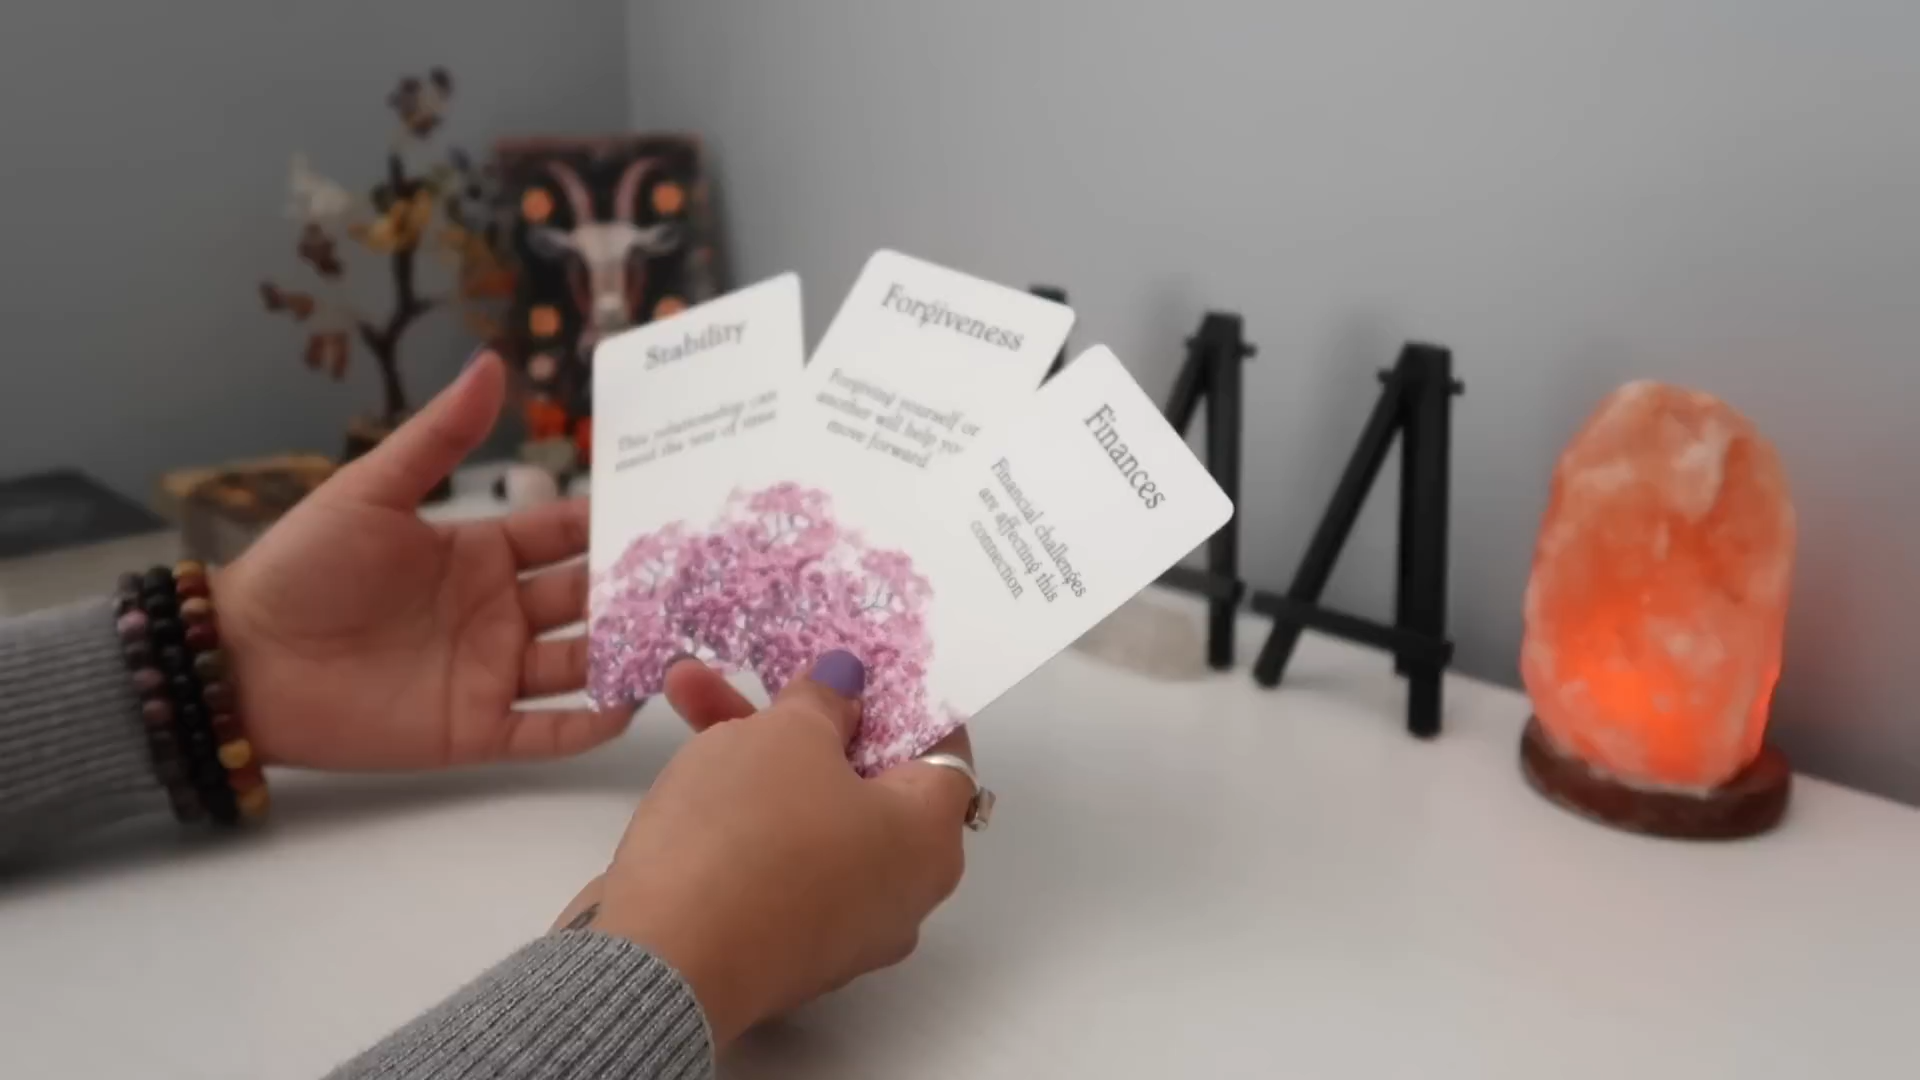 Stability
This relationship can
stand the test of time
Forgiveness
Forgiving yourself or
another will help you
move forward.
Finances
Financial challenges
are affecting this
connection